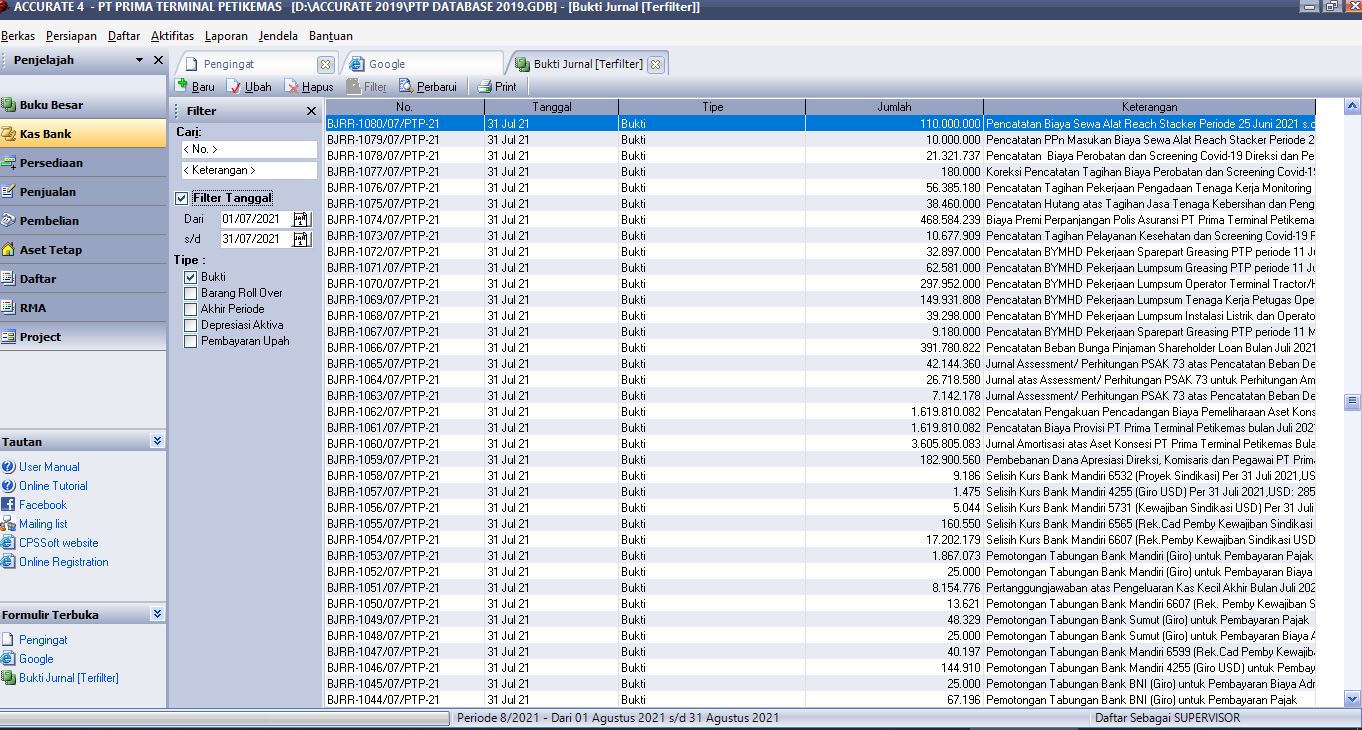 ACCURATE 4 - PT PRIMA TERMINAL PETIKEMAS [D:\ACCURATE 2019\PTP DATABASE 2019.GDB] - [Bukti Jurnal [Terfilter]]
Berkas Persiapan Daftar Aktifitas Laporan Jendela Bantuan
Penjelajah
Pengingat Google Bukti Jurnal [Terfilter]
Baru Ubah Hapus Filter Perbarui Print
Buku Besar
Kas Bank
Persediaan
Penjualan
Pembelian
Aset Tetap
Daftar
RMA
Project
Tautan
User Manual
Online Tutorial
Facebook
Mailing list
CPSSoft website
Online Registration
Formulir Terbuka
Pengingat
Google
Bukti Jurnal [Terfilter]
Filter
Cari:
< No. >
< Keterangan >
Filter Tanggal
Dari 01/07/2021
s/d 31/07/2021
Tipe :
Bukti
Barang Roll Over
Akhir Periode
Depresiasi Aktiva
Pembayaran Upah
No. Tanggal Tipe Jumlah Keterangan
BJRR-1080/07/PTP-21 31 Jul 21 Bukti 110.000.000 Pencatatan Biaya Sewa Alat Reach Stacker Periode 25 Juni 2021 s.d
BJRR-1079/07/PTP-21 31 Jul 21 Bukti 10.000.000 Pencatatan PPn Masukan Biaya Sewa Alat Reach Stacker Periode 2
BJRR-1078/07/PTP-21 31 Jul 21 Bukti 21.321.737 Pencatatan Biaya Perobatan dan Screening Covid-19 Direksi dan Pe
BJRR-1077/07/PTP-21 31 Jul 21 Bukti 180.000 Koreksi Pencatatan Tagihan Biaya Perobatan dan Screening Covid-1
BJRR-1076/07/PTP-21 31 Jul 21 Bukti 56.385.180 Pencatatan Tagihan Pekerjaan Pengadaan Tenaga Kerja Monitoring
BJRR-1075/07/PTP-21 31 Jul 21 Bukti 38.460.000 Pencatatan Hutang atas Tagihan Jasa Tenaga Kebersihan dan Peng
BJRR-1074/07/PTP-21 31 Jul 21 Bukti 468.584.239 Biaya Premi Perpanjangan Polis Asuransi PT Prima Terminal Petikema
BJRR-1073/07/PTP-21 31 Jul 21 Bukti 10.677.909 Pencatatan Tagihan Pelayanan Kesehatan dan Screening Covid-19 F
BJRR-1072/07/PTP-21 31 Jul 21 Bukti 32.897.000 Pencatatan BYMHD Pekerjaan Sparepart Greasing PTP periode 11 J
BJRR-1071/07/PTP-21 31 Jul 21 Bukti 62.581.000 Pencatatan BYMHD Pekerjaan Lumpsum Greasing PTP periode 11 J
BJRR-1070/07/PTP-21 31 Jul 21 Bukti 297.952.000 Pencatatan BYMHD Pekerjaan Lumpsum Operator Terminal Tractor/H
BJRR-1069/07/PTP-21 31 Jul 21 Bukti 149.931.808 Pencatatan BYMHD Pekerjaan Lumpsum Tenaga Kerja Petugas Ope
BJRR-1068/07/PTP-21 31 Jul 21 Bukti 39.298.000 Pencatatan BYMHD Pekerjaan Lumpsum Instalasi Listrik dan Operato
BJRR-1067/07/PTP-21 31 Jul 21 Bukti 9.180.000 Pencatatan BYMHD Pekerjaan Sparepart Greasing PTP periode 11 M
BJRR-1066/07/PTP-21 31 Jul 21 Bukti 391.780.822 Pencatatan Beban Bunga Pinjaman Shareholder Loan Bulan Juli 2021
BJRR-1065/07/PTP-21 31 Jul 21 Bukti 42.144.360 Jurnal Assessment/ Perhitungan PSAK 73 atas Pencatatan Beban De
BJRR-1064/07/PTP-21 31 Jul 21 Bukti 26.718.580 Jurnal atas Assessment/ Perhitungan PSAK 73 untuk Perhitungan Am
BJRR-1063/07/PTP-21 31 Jul 21 Bukti 7.142.178 Jurnal Assessment/ Perhitungan PSAK 73 atas Pencatatan Beban De
BJRR-1062/07/PTP-21 31 Jul 21 Bukti 1.619.810.082 Pencatatan Pengakuan Pencadangan Biaya Pemeliharaan Aset Kons
BJRR-1061/07/PTP-21 31 Jul 21 Bukti 1.619.810.082 Pencatatan Biaya Provisi PT Prima Terminal Petikemas bulan Juli 2021
BJRR-1060/07/PTP-21 31 Jul 21 Bukti 3.605.805.083 Jurnal Amortisasi atas Aset Konsesi PT Prima Terminal Petikemas Bula
BJRR-1059/07/PTP-21 31 Jul 21 Bukti 182.900.560 Pembebanan Dana Apresiasi Direksi, Komisaris dan Pegawai PT Prim
BJRR-1058/07/PTP-21 31 Jul 21 Bukti 9.186 Selisih Kurs Bank Mandiri 6532 (Proyek Sindikasi) Per 31 Juli 2021,US
BJRR-1057/07/PTP-21 31 Jul 21 Bukti 1.475 Selisih Kurs Bank Mandiri 4255 (Giro USD) Per 31 Juli 2021,USD: 285
BJRR-1056/07/PTP-21 31 Jul 21 Bukti 5.044 Selisih Kurs Bank Mandiri 5731 (Kewajiban Sindikasi USD) Per 31 Juli
BJRR-1055/07/PTP-21 31 Jul 21 Bukti 160.550 Selisih Kurs Bank Mandiri 6565 (Rek.Cad Pemby Kewajiban Sindikasi
BJRR-1054/07/PTP-21 31 Jul 21 Bukti 17.202.179 Selisih Kurs Bank Mandiri 6607 (Rek.Pemby Kewajiban Sindikasi USD
BJRR-1053/07/PTP-21 31 Jul 21 Bukti 1.867.073 Pemotongan Tabungan Bank Mandiri (Giro) untuk Pembayaran Pajak
BJRR-1052/07/PTP-21 31 Jul 21 Bukti 25.000 Pemotongan Tabungan Bank Mandiri (Giro) untuk Pembayaran Biaya
BJRR-1051/07/PTP-21 31 Jul 21 Bukti 8.154.776 Pertanggungjawaban atas Pengeluaran Kas Kecil Akhir Bulan Juli 202
BJRR-1050/07/PTP-21 31 Jul 21 Bukti 13.621 Pemotongan Tabungan Bank Mandiri 6607 (Rek. Pemby Kewajiban S
BJRR-1049/07/PTP-21 31 Jul 21 Bukti 48.329 Pemotongan Tabungan Bank Sumut (Giro) untuk Pembayaran Pajak
BJRR-1048/07/PTP-21 31 Jul 21 Bukti 25.000 Pemotongan Tabungan Bank Sumut (Giro) untuk Pembayaran Biaya A
BJRR-1047/07/PTP-21 31 Jul 21 Bukti 40.197 Pemotongan Tabungan Bank Mandiri 6599 (Rek.Cad Pemby Kewajib
BJRR-1046/07/PTP-21 31 Jul 21 Bukti 144.910 Pemotongan Tabungan Bank Mandiri 4255 (Giro USD) untuk Pembay
BJRR-1045/07/PTP-21 31 Jul 21 Bukti 25.000 Pemotongan Tabungan Bank BNI (Giro) untuk Pembayaran Biaya Adr
BJRR-1044/07/PTP-21 31 Jul 21 Bukti 67.196 Pemotongan Tabungan Bank BNI (Giro) untuk Pembayaran Pajak
Periode 8/2021 - Dari 01 Agustus 2021 s/d 31 Agustus 2021 Daftar Sebagai SUPERVISOR